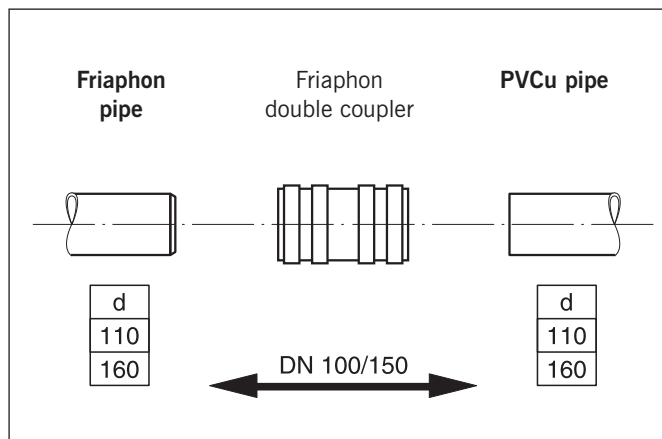 Friaphon
pipe
Friaphon
double coupler
PVCu pipe
d
110
160
DN 100/150
d
110
160